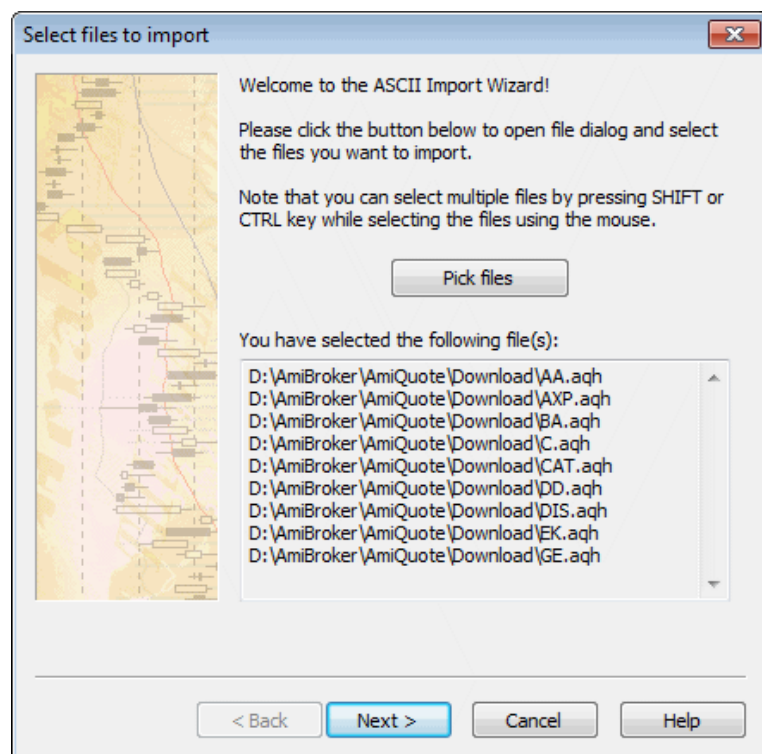 Select files to import
Welcome to the ASCII Import Wizard!
Please click the button below to open file dialog and select
the files you want to import.
Note that you can select multiple files by pressing SHIFT or
CTRL key while selecting the files using the mouse.
Pick files
You have selected the following file(s):
D:\AmiBroker\AmiQuote\Download\AA.aqh
D:\AmiBroker\AmiQuote\Download\AXP.aqh
D:\AmiBroker\AmiQuote\Download\BA.aqh
D:\AmiBroker\AmiQuote\Download\C.aqh
D:\AmiBroker\AmiQuote\Download\CAT.aqh
D:\AmiBroker\AmiQuote\Download\DD.aqh
D:\AmiBroker\AmiQuote\Download\DIS.aqh
D:\AmiBroker\AmiQuote\Download\EK.aqh
D:\AmiBroker\AmiQuote\Download\GE.aqh
< Back Next > Cancel Help